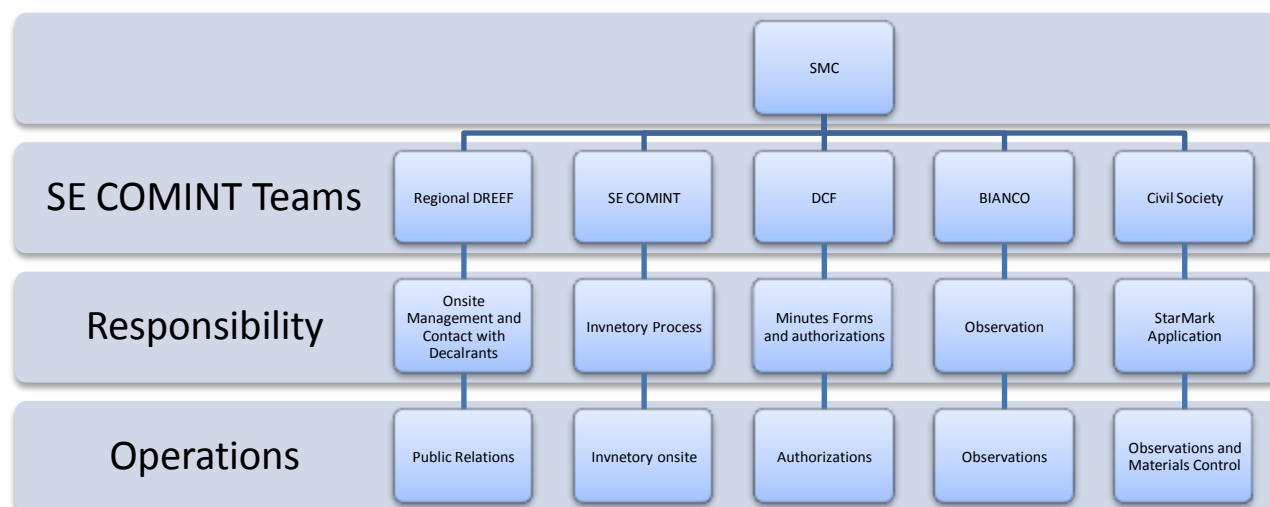 SMC
SE COMINT Teams
Regional DREEF
SE COMINT
DCF
BIANCO
Civil Society
Responsibility
Onsite
Management and
Contact with
Decalrants
Invnetory Process
Minutes Forms
and authorizations
Observation
StarMark
Application
Operations
Public Relations
Invnetory onsite
Authorizations
Observations
Observations and
Materials Control